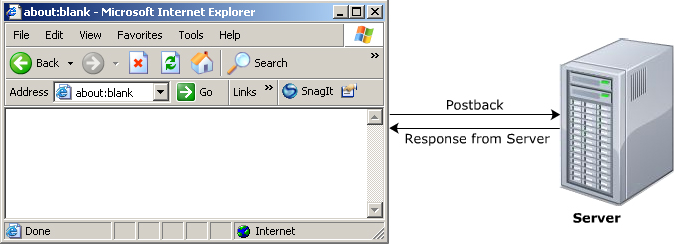 about:blank - Microsoft Internet Explorer
File Edit View Favorites Tools Help
Back Search »
Address about:blank Go Links » SnagIt
Postback
Response from Server
Server
Done Internet